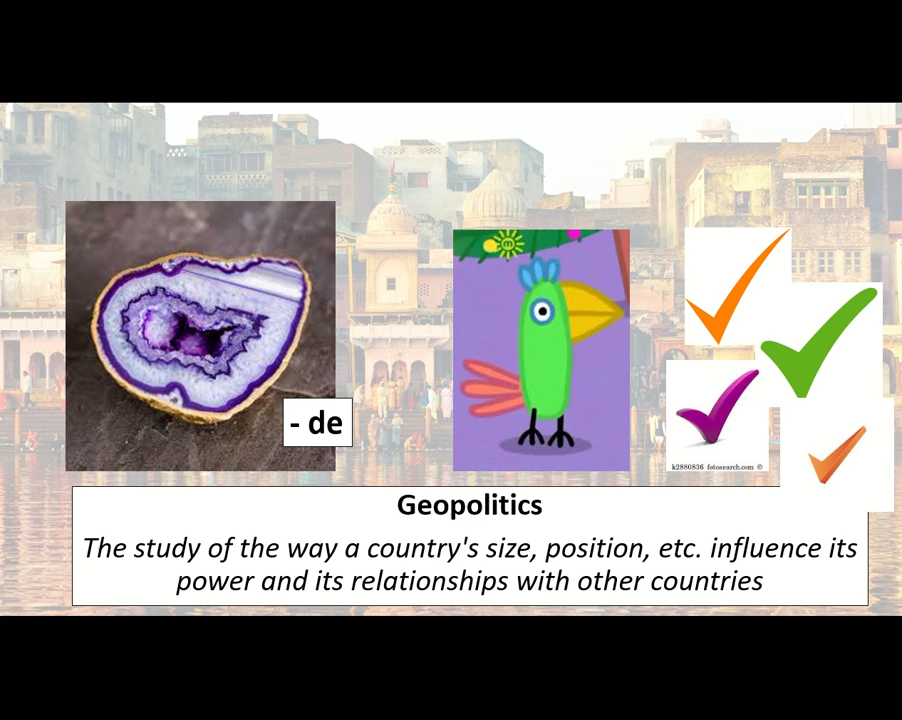 - de
k2880836 fotosearch.com ©
Geopolitics
The study of the way a country's size, position, etc. influence its
power and its relationships with other countries